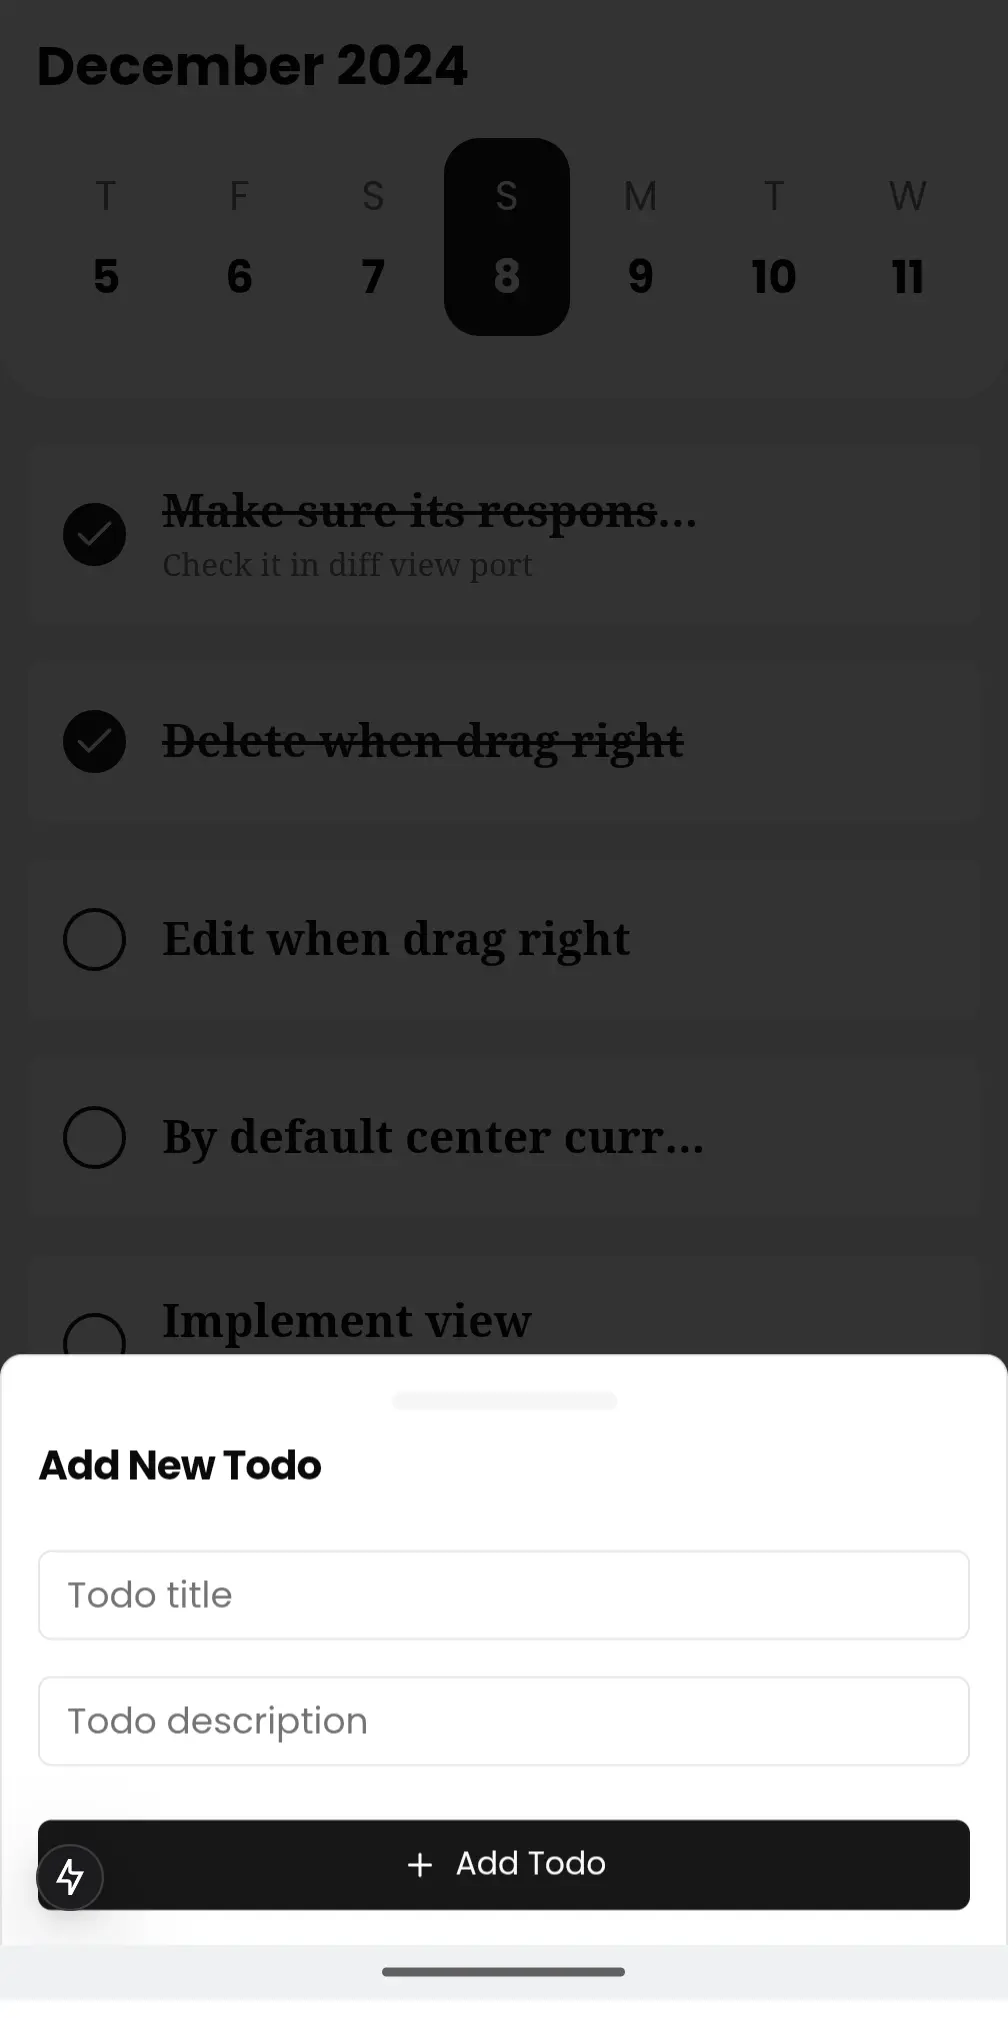 December 2024
T F S S M T W
5 6 7 8 9 10 11
Make sure its respons...
Check it in diff view port
Delete when drag right
Edit when drag right
By default center curr...
Implement view
Add New Todo
Todo title
Todo description
+ Add Todo